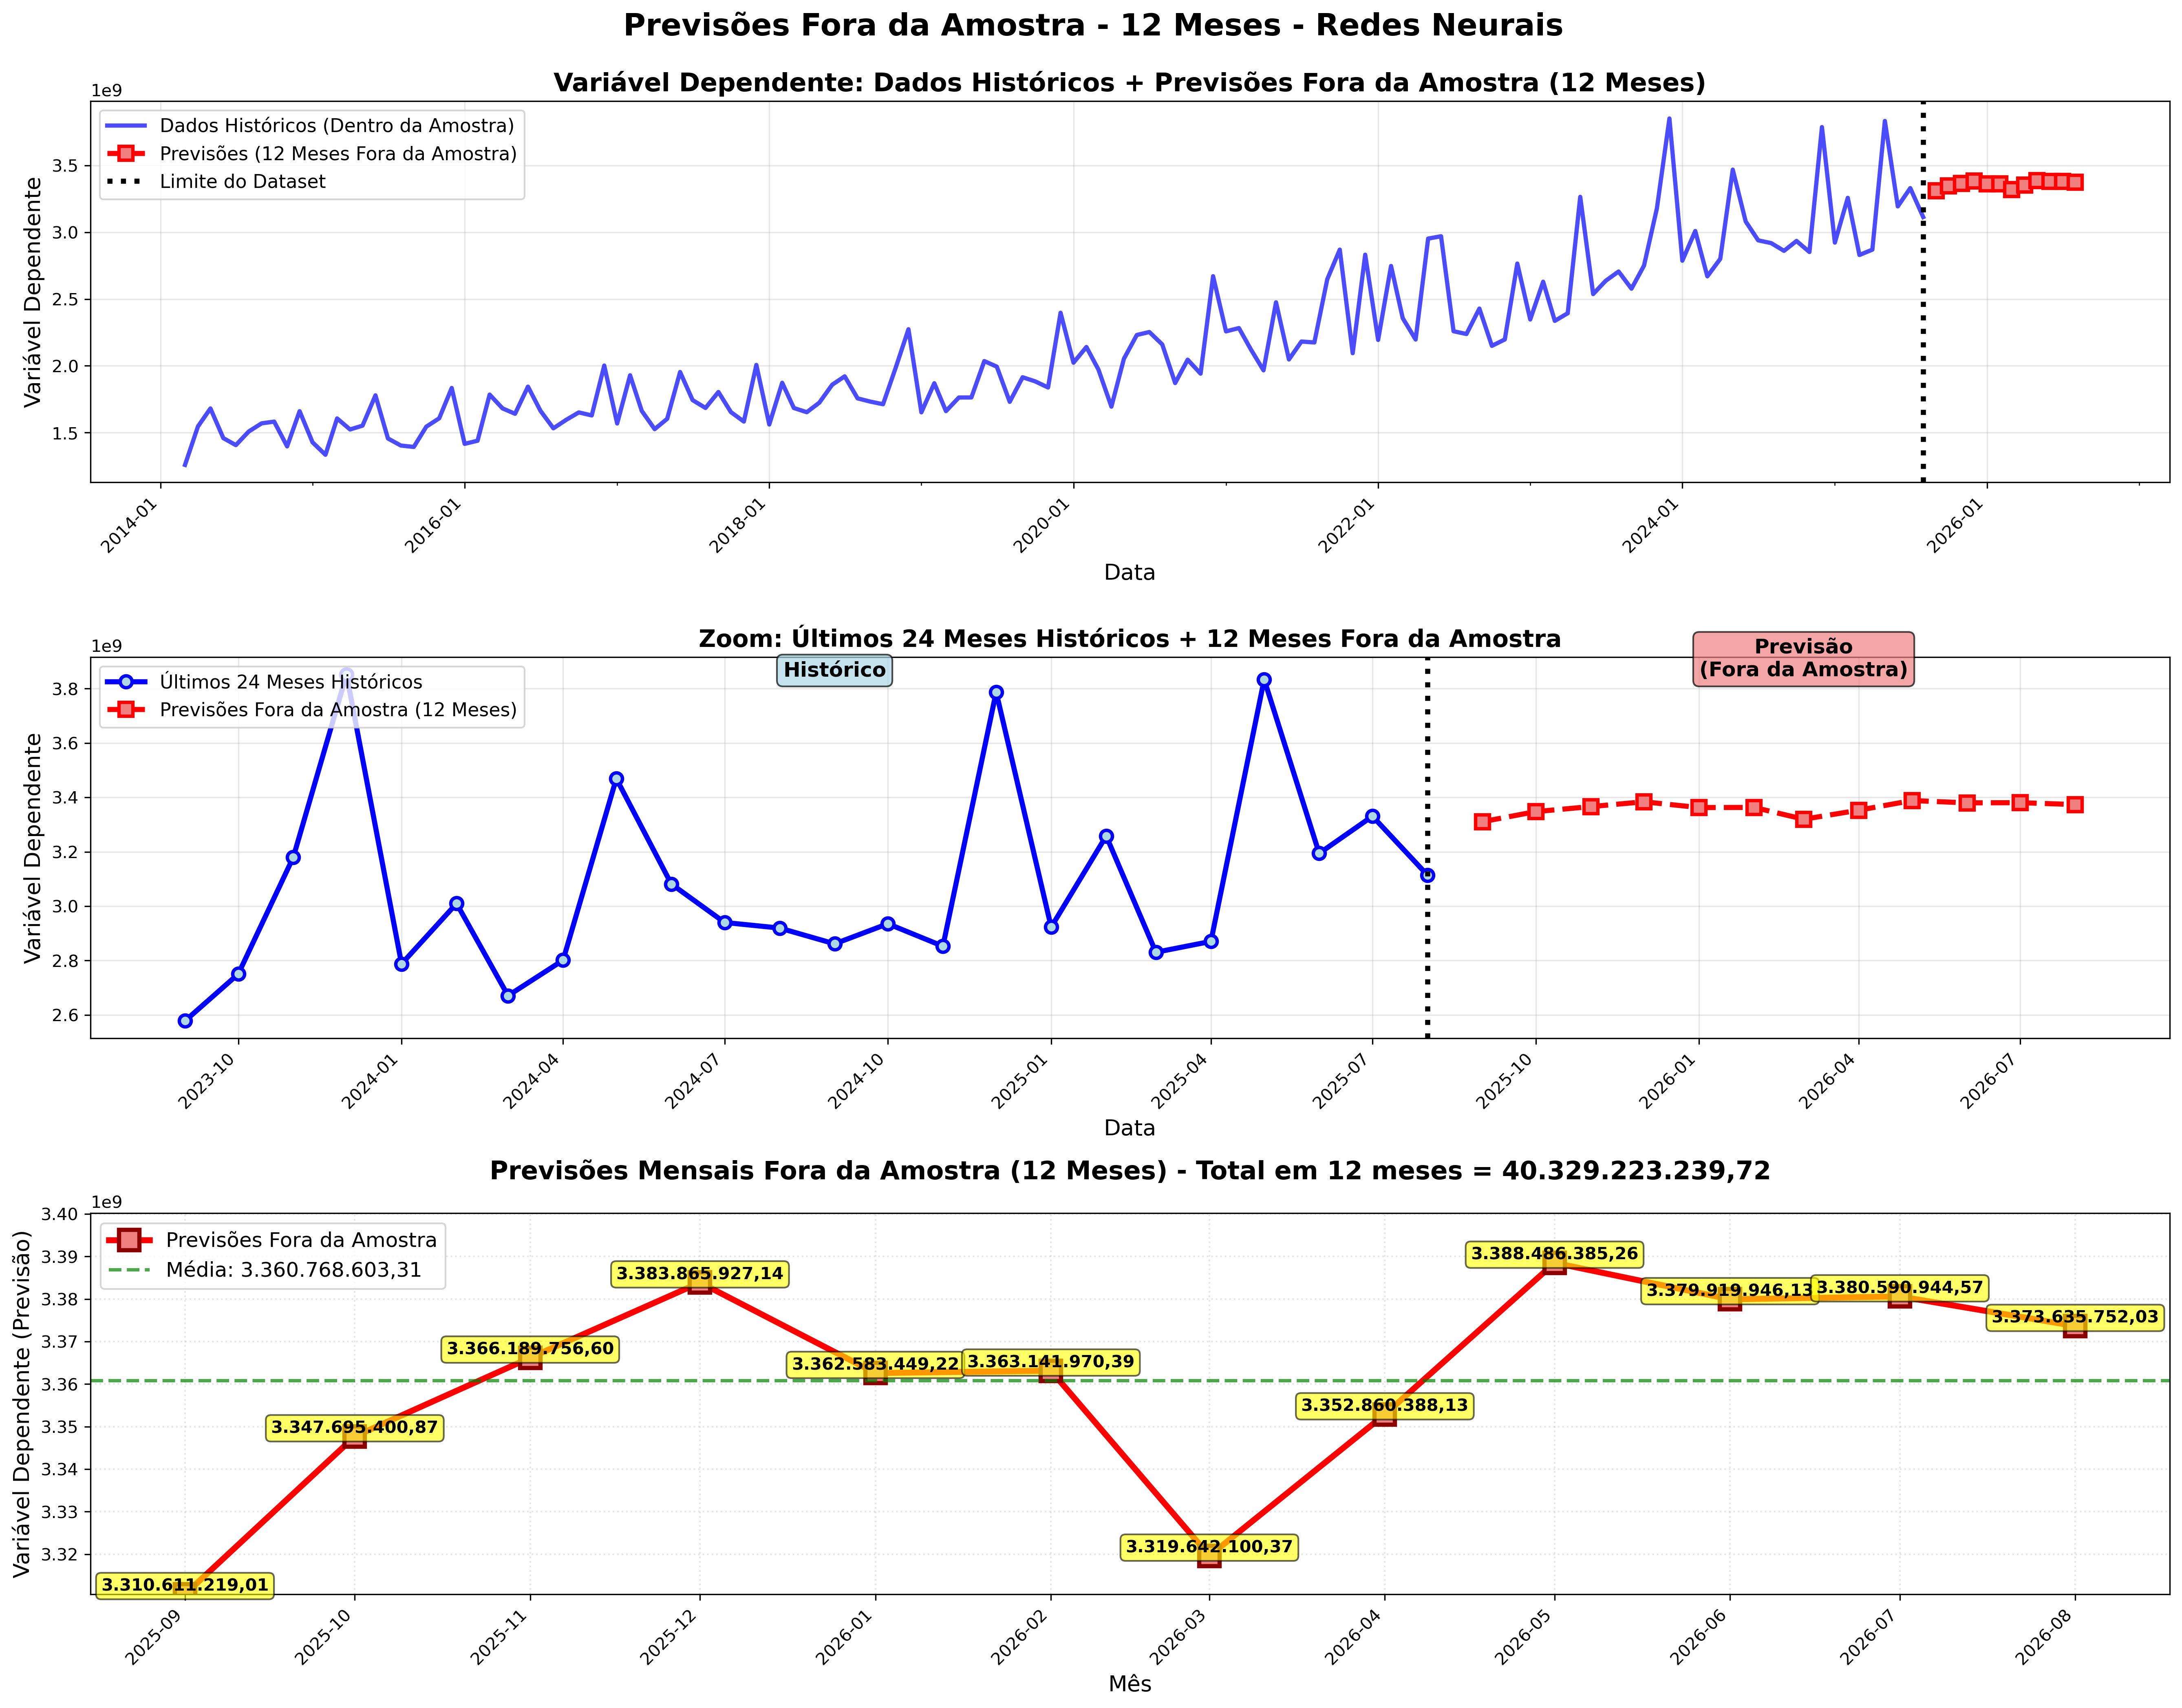 Previsões Fora da Amostra - 12 Meses - Redes Neurais
Variável Dependente: Dados Históricos + Previsões Fora da Amostra (12 Meses)
1e9
Dados Históricos (Dentro da Amostra)
Previsões (12 Meses Fora da Amostra)
Limite do Dataset
Variável Dependente
3.5
3.0
2.5
2.0
1.5
2014-01
2016-01
2018-01
2020-01
2022-01
2024-01
2026-01
Data
Zoom: Últimos 24 Meses Históricos + 12 Meses Fora da Amostra
1e9
Últimos 24 Meses Históricos
Previsões Fora da Amostra (12 Meses)
Histórico
Previsão
(Fora da Amostra)
Variável Dependente
3.8
3.6
3.4
3.2
3.0
2.8
2.6
2023-10
2024-01
2024-04
2024-07
2024-10
2025-01
2025-04
2025-07
2025-10
2026-01
2026-04
2026-07
Data
Previsões Mensais Fora da Amostra (12 Meses) - Total em 12 meses = 40.329.223.239,72
1e9
Previsões Fora da Amostra
Média: 3.360.768.603,31
Variável Dependente (Previsão)
3.40
3.39
3.38
3.37
3.36
3.35
3.34
3.33
3.32
3.310.611.219,01
3.347.695.400,87
3.366.189.756,60
3.383.865.927,14
3.362.583.449,22
3.363.141.970,39
3.319.642.100,37
3.352.860.388,13
3.388.486.385,26
3.379.919.946,13
3.380.590.944,57
3.373.635.752,03
2025-09
2025-10
2025-11
2025-12
2026-01
2026-02
2026-03
2026-04
2026-05
2026-06
2026-07
2026-08
Mês